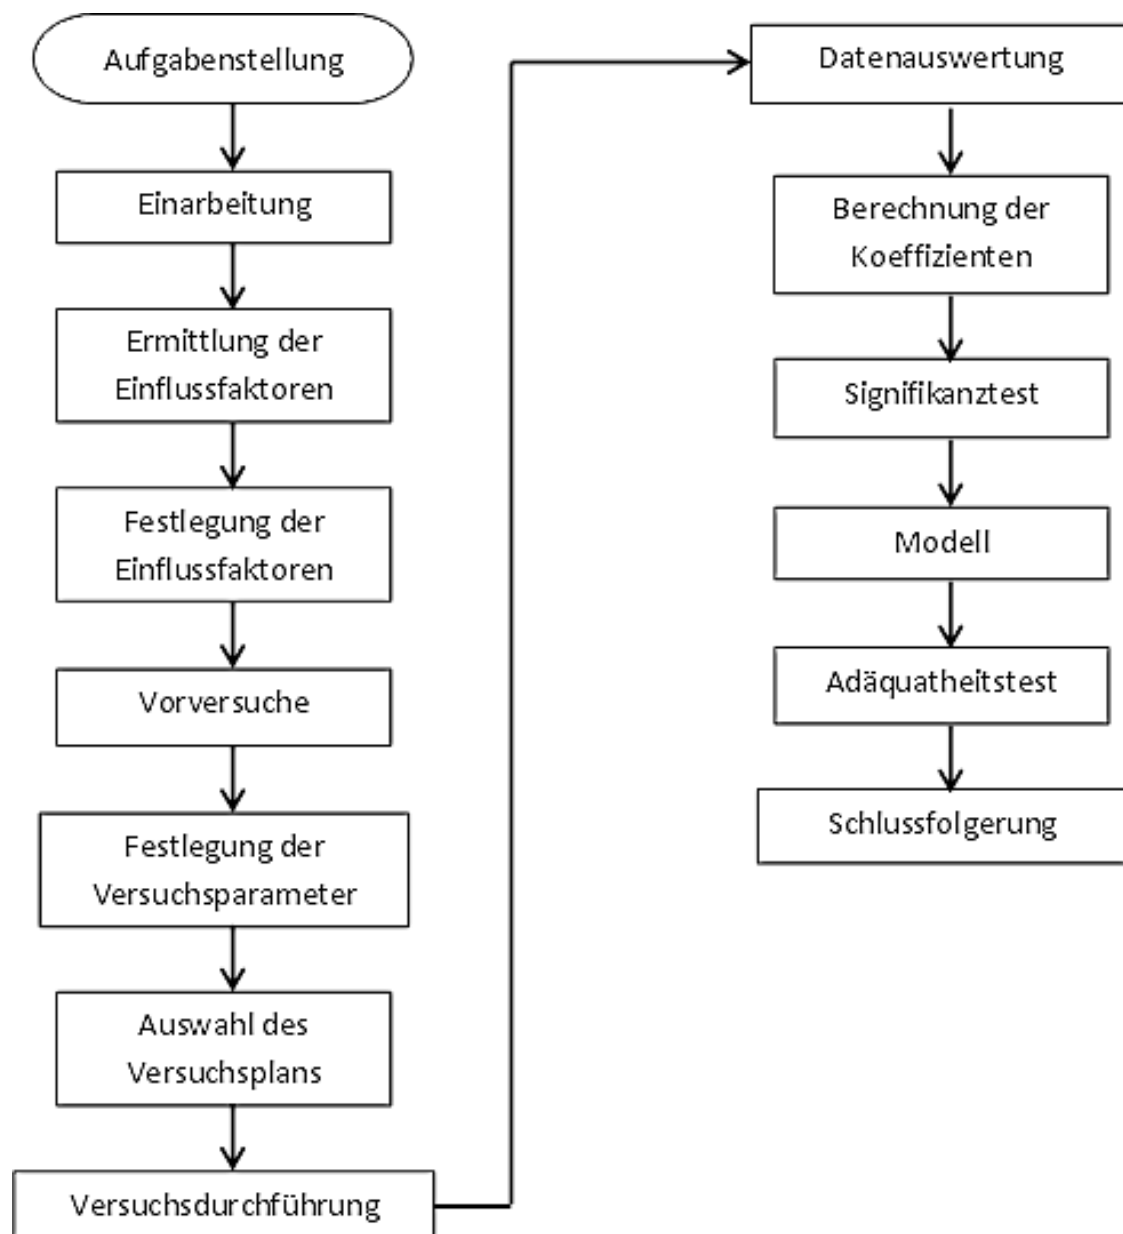 Aufgabenstellung
Einarbeitung
Ermittlung der
Einflussfaktoren
Festlegung der
Einflussfaktoren
Vorversuche
Festlegung der
Versuchsparameter
Auswahl des
Versuchsplans
Versuchsdurchführung
Datenauswertung
Berechnung der
Koeffizienten
Signifikanztest
Modell
Adäquatheitstest
Schlussfolgerung